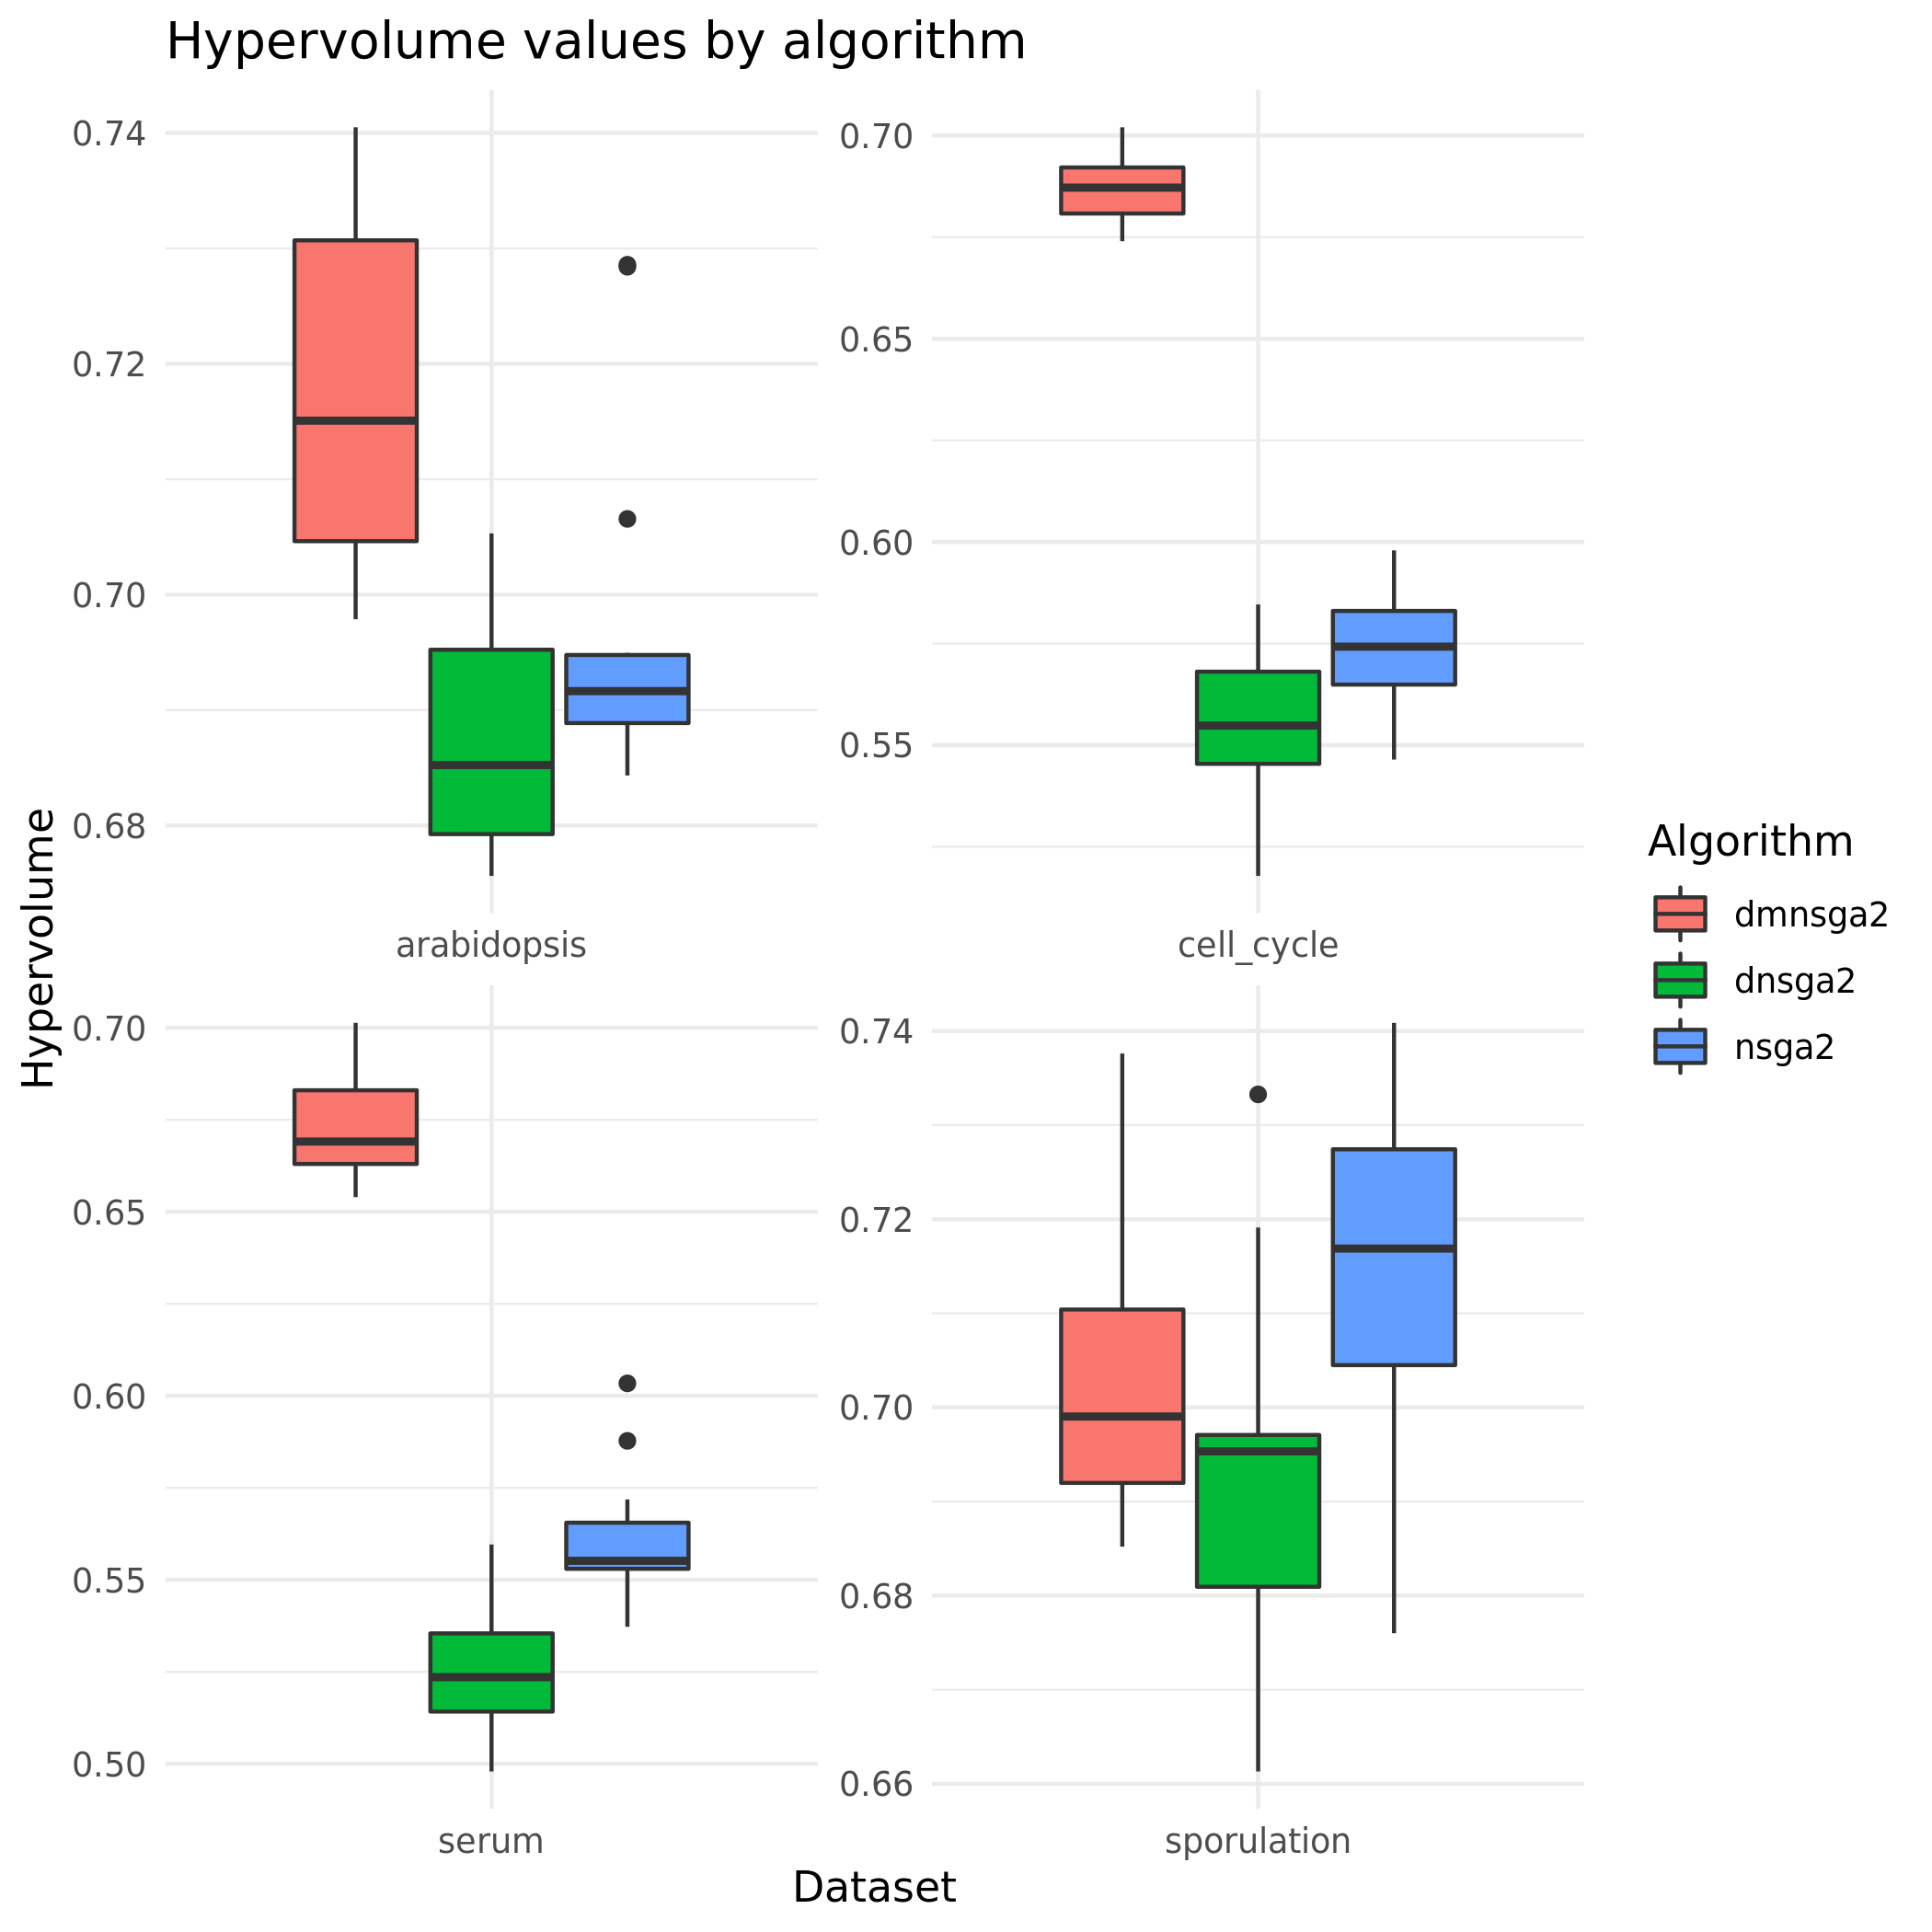 Hypervolume values by algorithm
Hypervolume
0.74
0.72
0.70
0.68
arabidopsis
0.70
0.65
0.60
0.55
cell_cycle
0.70
0.65
0.60
0.55
0.50
serum
0.74
0.72
0.70
0.68
0.66
sporulation
Dataset
Algorithm
dmnsga2
dnsga2
nsga2